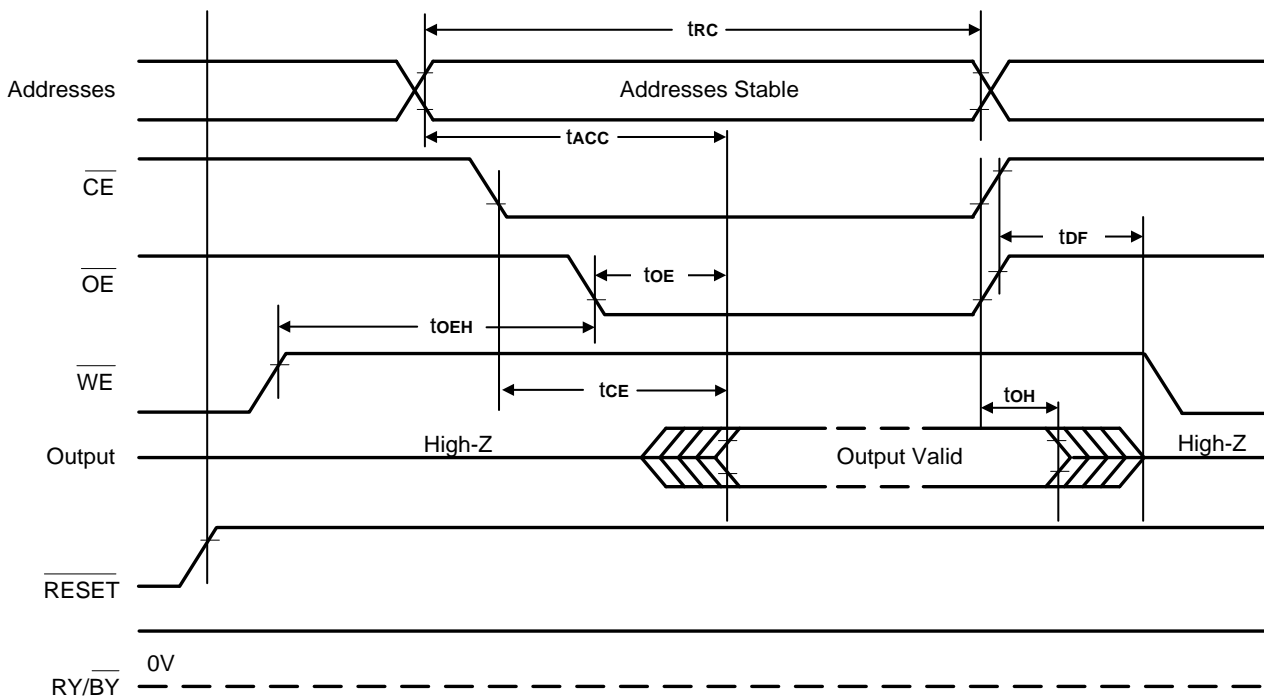 tRC
Addresses
Addresses Stable
tACC
CE
tDF
OE
tOE
tOEH
WE
tCE
tOH
Output
High-Z
Output Valid
High-Z
RESET
0V
RY/BY